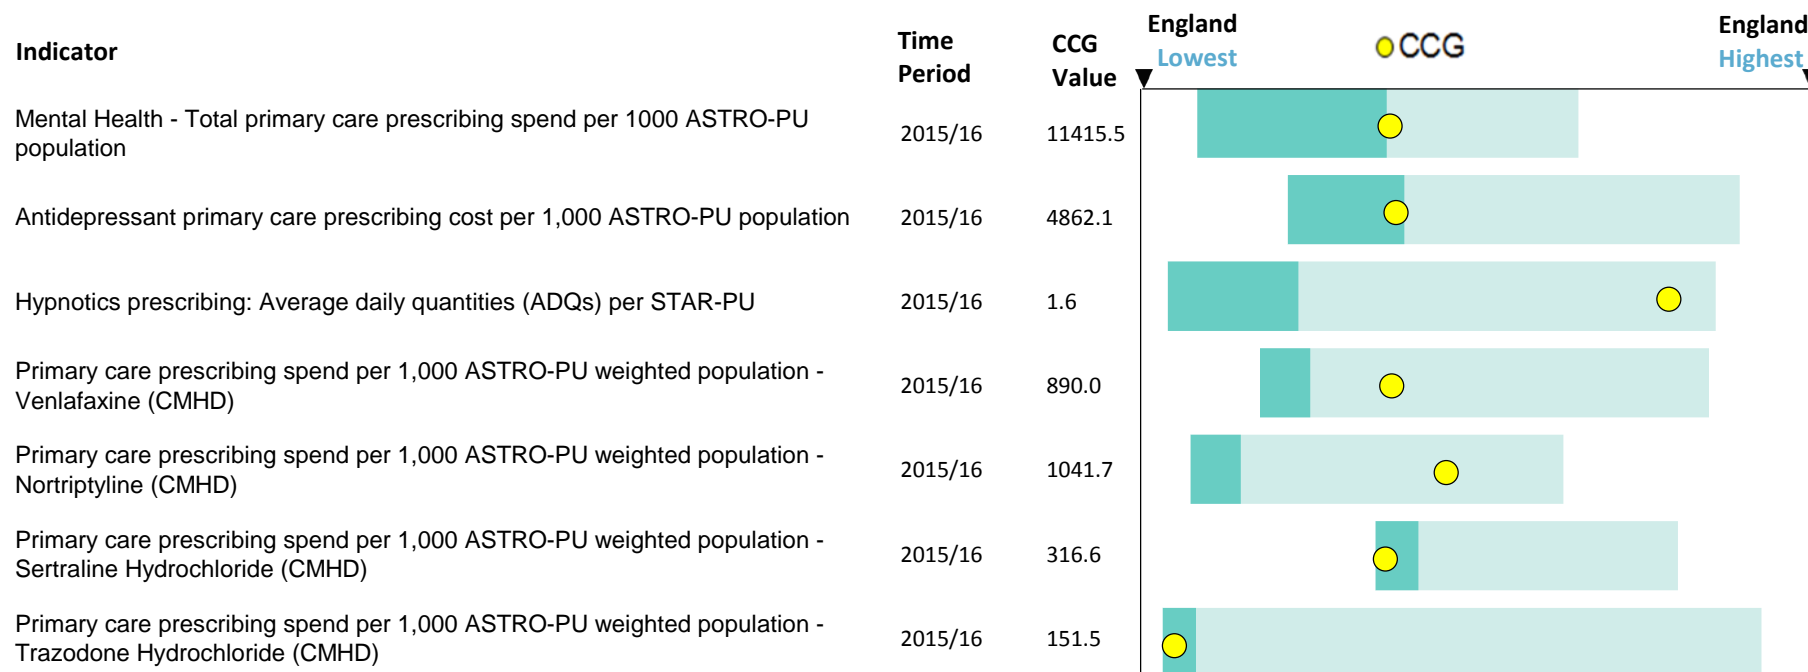 Indicator
Time
Period
CCG
Value
England
Lowest
CCG
England
Highest
Mental Health - Total primary care prescribing spend per 1000 ASTRO-PU
population
2015/16
11415.5
Antidepressant primary care prescribing cost per 1,000 ASTRO-PU population
2015/16
4862.1
Hypnotics prescribing: Average daily quantities (ADQs) per STAR-PU
2015/16
1.6
Primary care prescribing spend per 1,000 ASTRO-PU weighted population -
Venlafaxine (CMHD)
2015/16
890.0
Primary care prescribing spend per 1,000 ASTRO-PU weighted population -
Nortriptyline (CMHD)
2015/16
1041.7
Primary care prescribing spend per 1,000 ASTRO-PU weighted population -
Sertraline Hydrochloride (CMHD)
2015/16
316.6
Primary care prescribing spend per 1,000 ASTRO-PU weighted population -
Trazodone Hydrochloride (CMHD)
2015/16
151.5